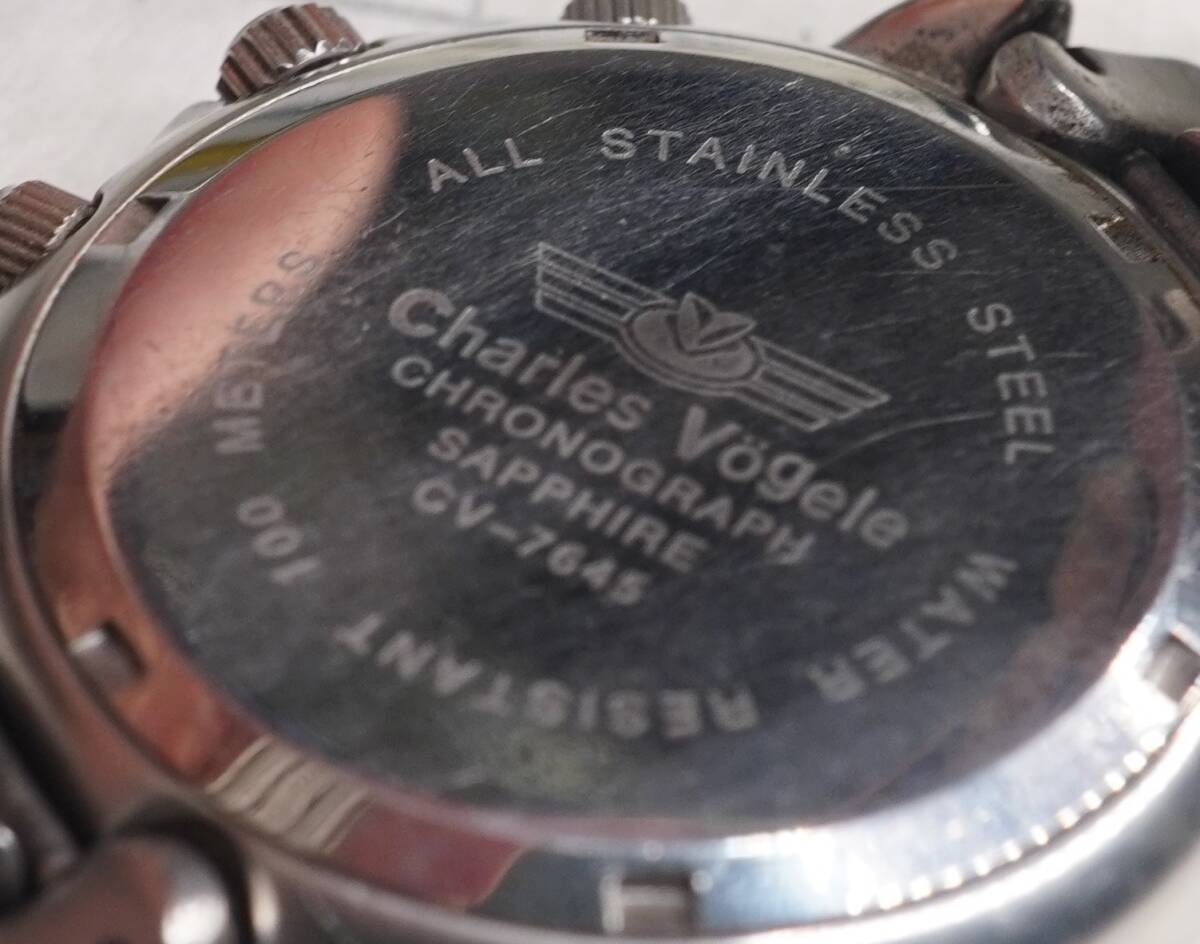 ALL STAINLESS STEEL
Charles Vögele
CHRONOGRAPH
SAPPHIRE
CV-7645
WATER RESISTANT 100 METERS